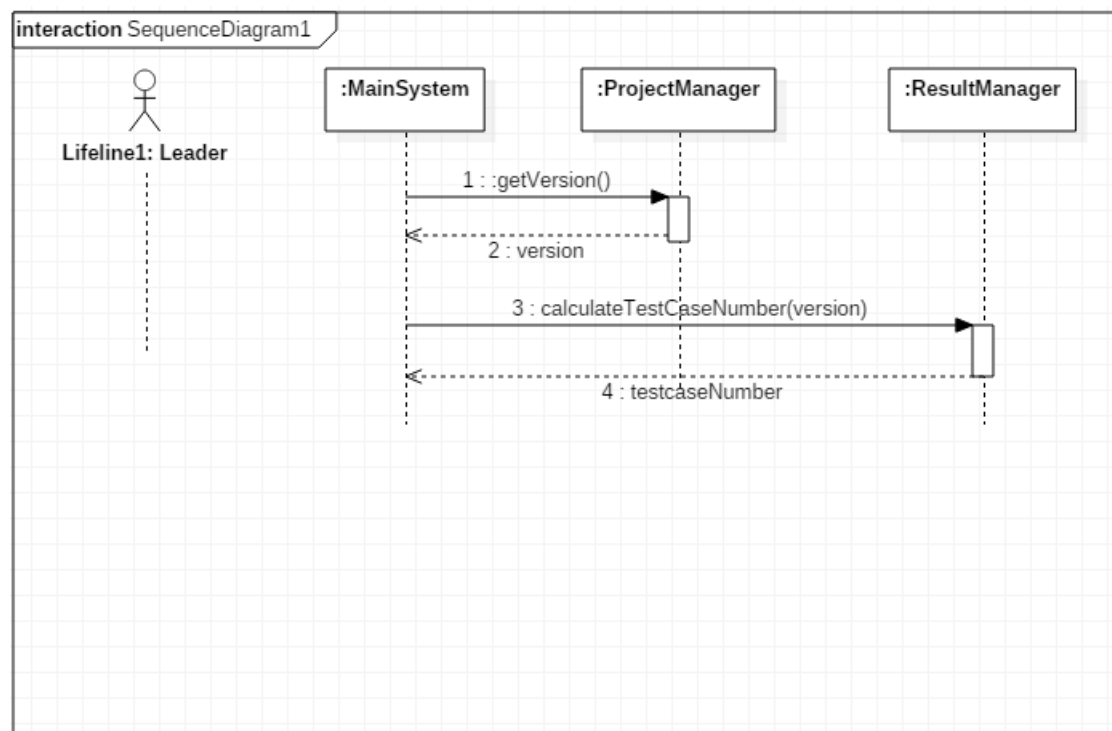 interaction SequenceDiagram1
:MainSystem
:ProjectManager
:ResultManager
Lifeline1: Leader
1 : :getVersion()
2 : version
3 : calculateTestCaseNumber(version)
4 : testcaseNumber